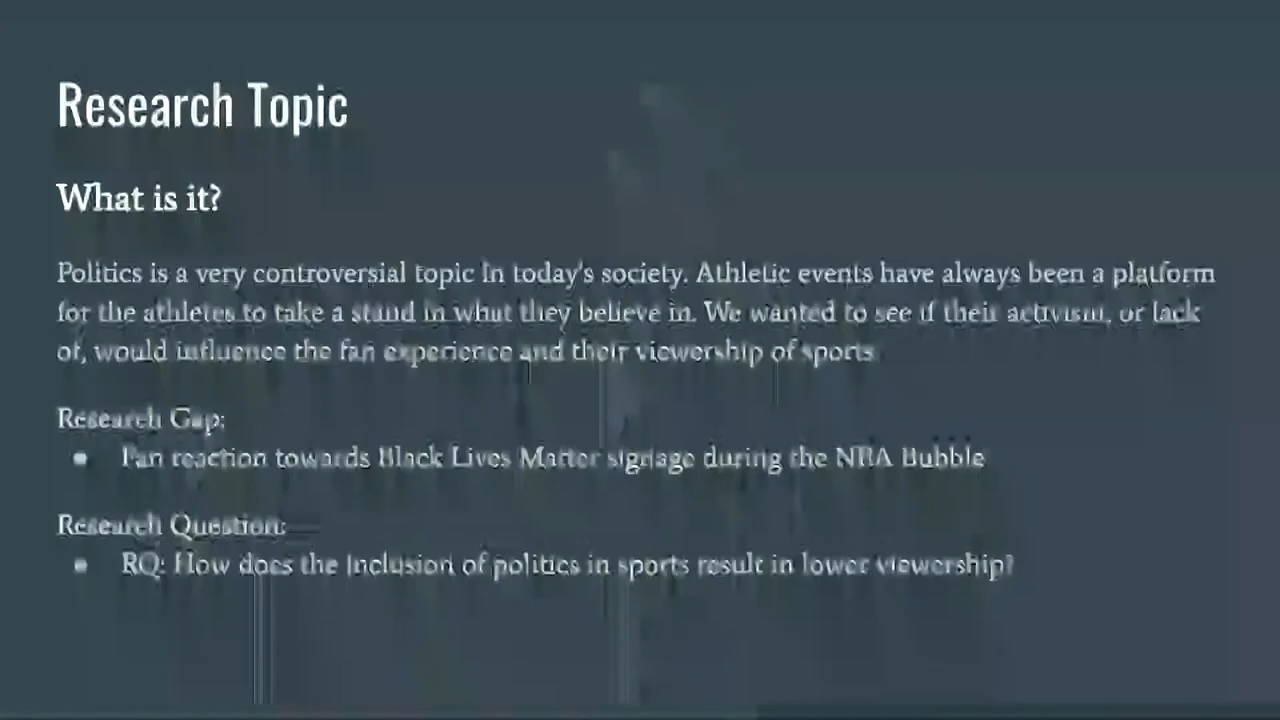 Research Topic
What is it?
Politics is a very controversial topic In today's society. Athletic events have always been a platform
for the athletes to take a stand in what they believe in. We wanted to see if their activism, or lack
of, would influence the fan experience and their viewership of sports
Research Gap:
● Fan reaction towards Black Lives Matter signage during the NBA Bubble
Research Question:
● RQ: How does the inclusion of politics in sports result in lower viewership?